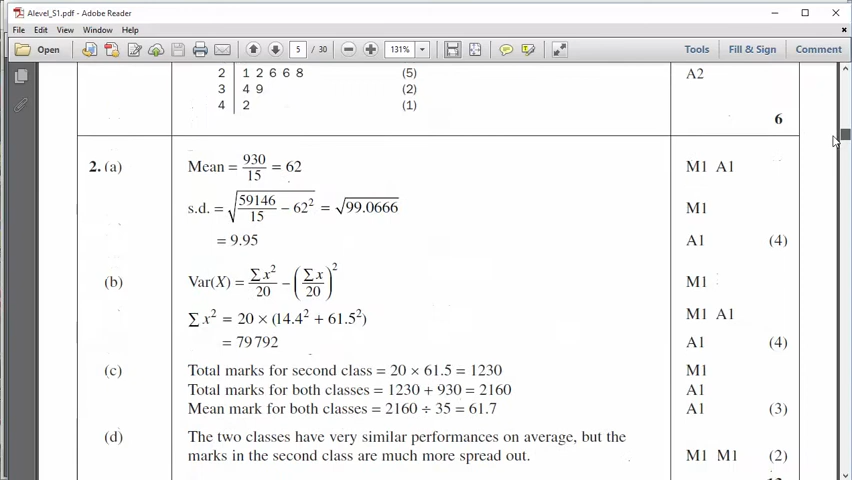 Alevel_S1.pdf - Adobe Reader
File Edit View Window Help
Open 5 / 30 131% Tools Fill & Sign Comment
2 | 1 2 6 6 8 (5) A2
3 | 4 9 (2)
4 | 2 (1)
6
2. (a) Mean = 930/15 = 62 M1 A1
s.d. = √(59146/15 − 62²) = √99.0666 M1
= 9.95 A1 (4)
(b) Var(X) = ∑x²/20 − (∑x/20)² M1
∑x² = 20 × (14.4² + 61.5²) M1 A1
= 79 792 A1 (4)
(c) Total marks for second class = 20 × 61.5 = 1230 M1
Total marks for both classes = 1230 + 930 = 2160 A1
Mean mark for both classes = 2160 ÷ 35 = 61.7 A1 (3)
(d) The two classes have very similar performances on average, but the
marks in the second class are much more spread out. M1 M1 (2)